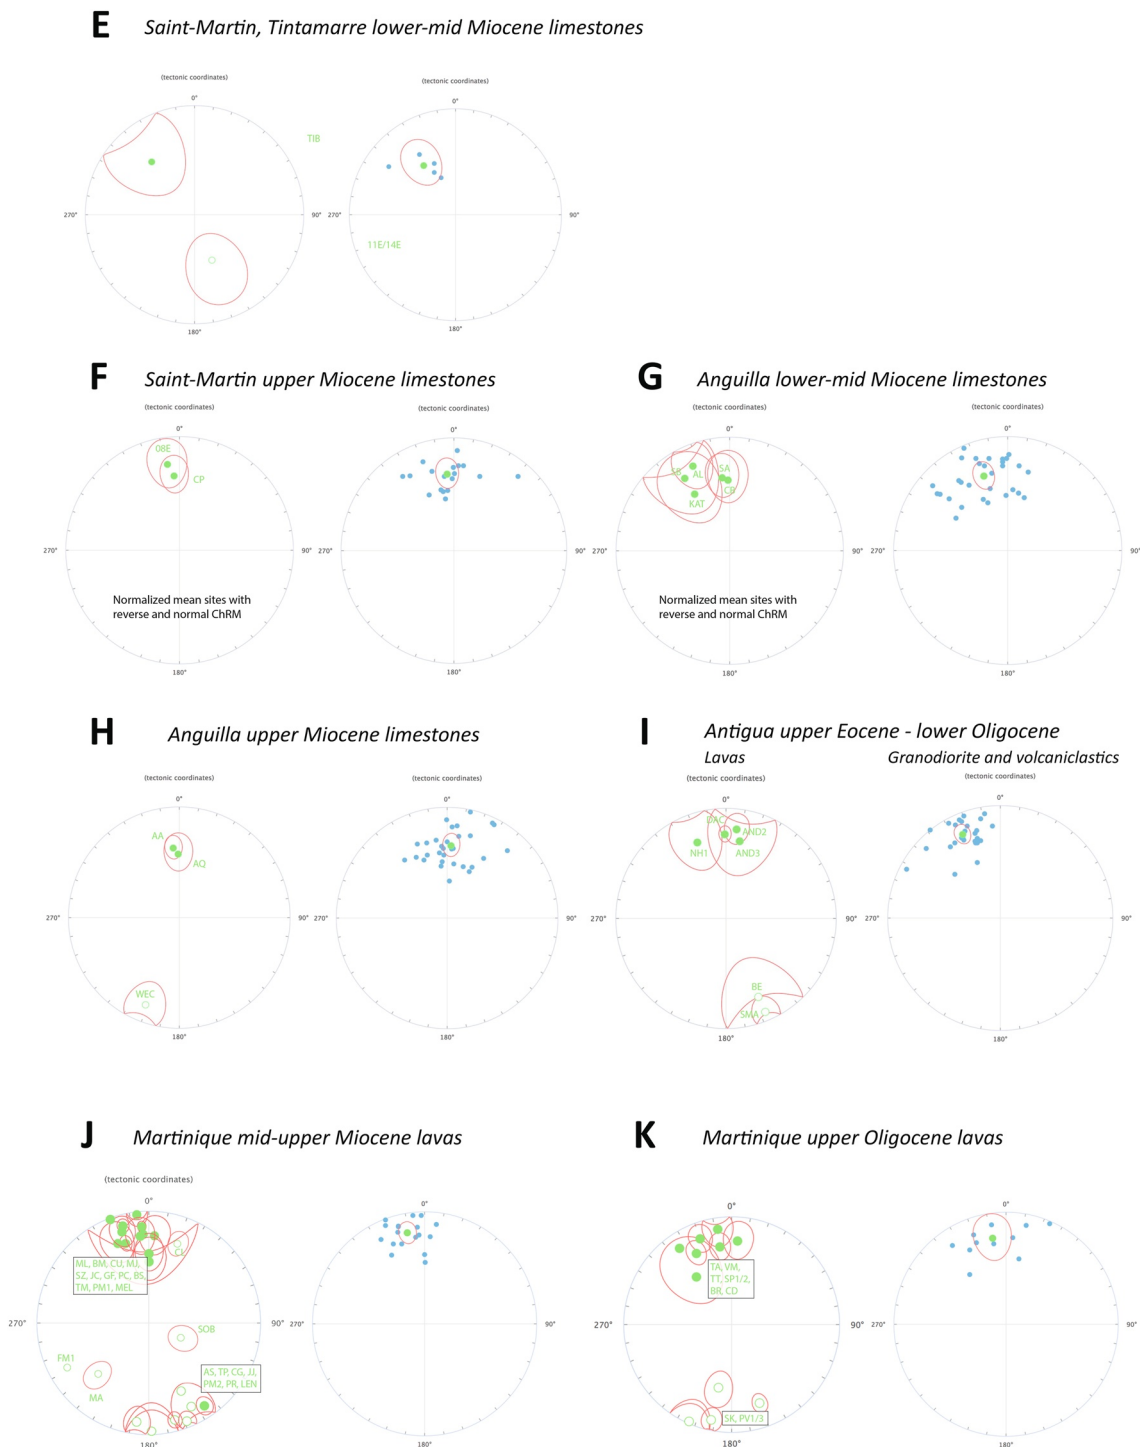 E Saint-Martin, Tintamarre lower-mid Miocene limestones
(tectonic coordinates)
(tectonic coordinates)
0°
0°
TIB
270°
90°
270°
90°
11E/14E
180°
180°
F Saint-Martin upper Miocene limestones
G Anguilla lower-mid Miocene limestones
(tectonic coordinates)
(tectonic coordinates)
(tectonic coordinates)
(tectonic coordinates)
0°
0°
0°
0°
08E
CP
AL
SA
CB
KAT
270°
90°
270°
90°
270°
90°
270°
90°
Normalized mean sites with
reverse and normal ChRM
Normalized mean sites with
reverse and normal ChRM
180°
180°
180°
180°
H Anguilla upper Miocene limestones
I Antigua upper Eocene - lower Oligocene
Lavas
Granodiorite and volcaniclastics
(tectonic coordinates)
(tectonic coordinates)
(tectonic coordinates)
(tectonic coordinates)
0°
0°
0°
0°
AA
AQ
DAC
AND2
NH1
AND3
270°
90°
270°
90°
270°
90°
270°
90°
WEC
BE
SMA
180°
180°
180°
180°
J Martinique mid-upper Miocene lavas
K Martinique upper Oligocene lavas
(tectonic coordinates)
0°
0°
0°
0°
CL
ML, BM, CU, MJ,
SZ, JC, GF, PC, BS,
TM, PM1, MEL
TA, VM,
TT, SP1/2,
BR, CD
270°
90°
270°
90°
270°
90°
270°
90°
SOB
FM1
MA
AS, TP, CG, JJ,
PM2, PR, LEN
SK, PV1/3
180°
180°
180°
180°